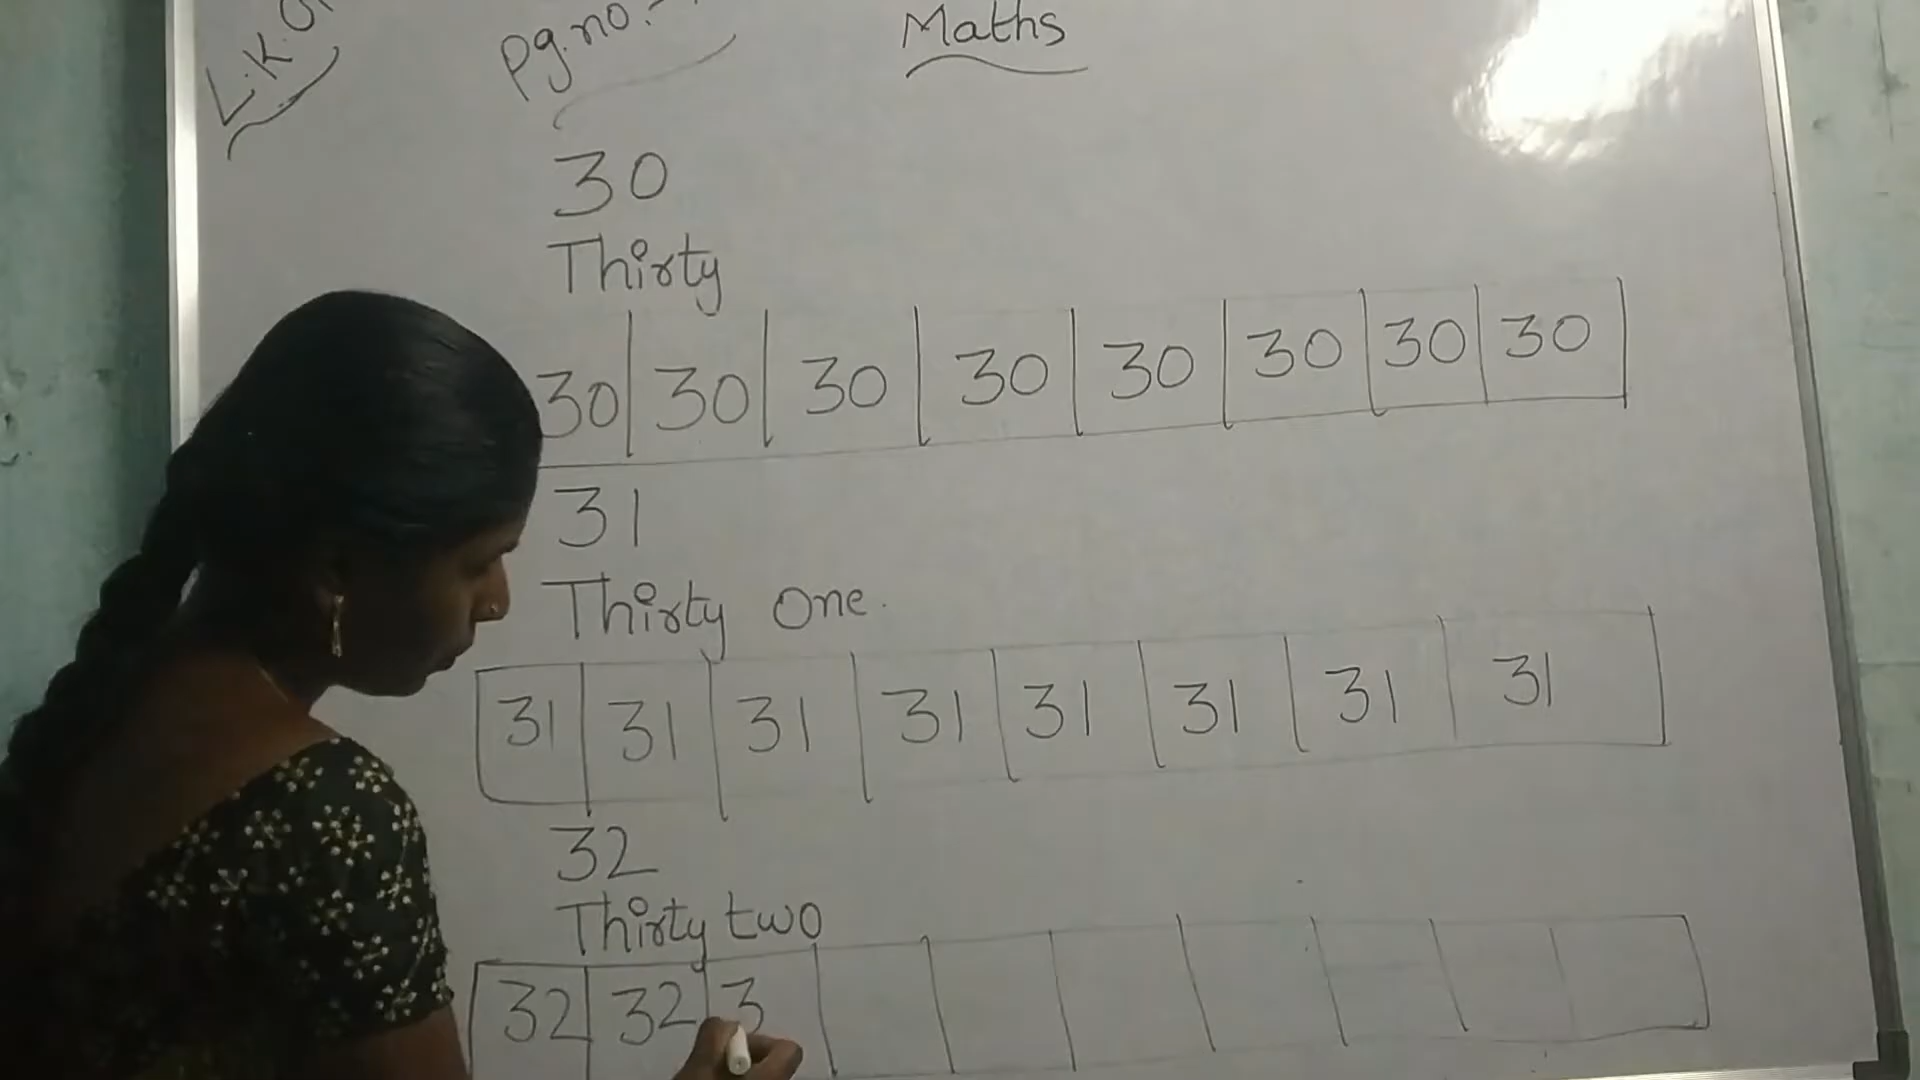 L.K.G
Pg.no:-
Maths
30
Thirty
30 30 30 30 30 30 30 30
31
Thirty One.
31 31 31 31 31 31 31 31
32
Thirty two
32 32 3